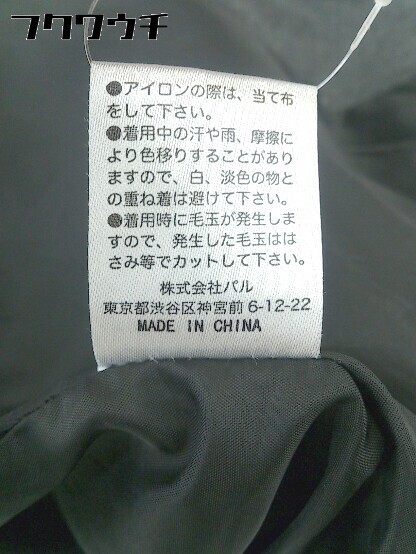 フクワウチ
●アイロンの際は、当て布
をして下さい。
●着用中の汗や雨、摩擦に
より色移りすることがあり
ますので、白、淡色の物と
の重ね着は避けて下さい。
●着用時に毛玉が発生しま
すので、発生した毛玉はは
さみ等でカットして下さい。
株式会社パル
東京都渋谷区神宮前 6-12-22
MADE IN CHINA